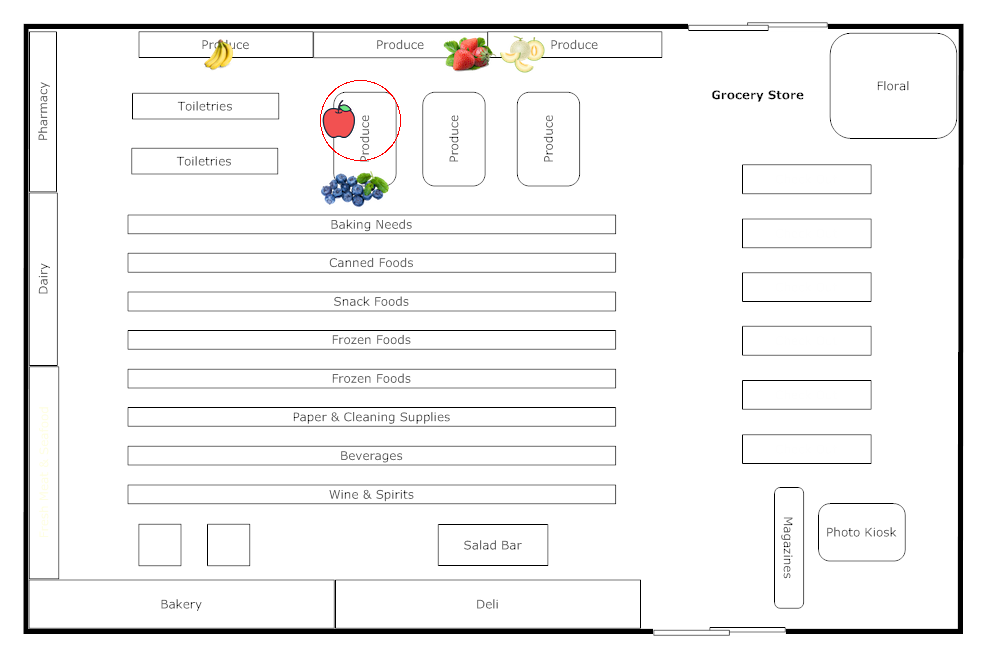 Produce
Produce
Produce
Floral
Grocery Store
Pharmacy
Toiletries
Toiletries
Produce
Produce
Produce
Baking Needs
Canned Foods
Dairy
Snack Foods
Frozen Foods
Frozen Foods
Paper & Cleaning Supplies
Beverages
Wine & Spirits
Salad Bar
Magazines
Photo Kiosk
Bakery
Deli